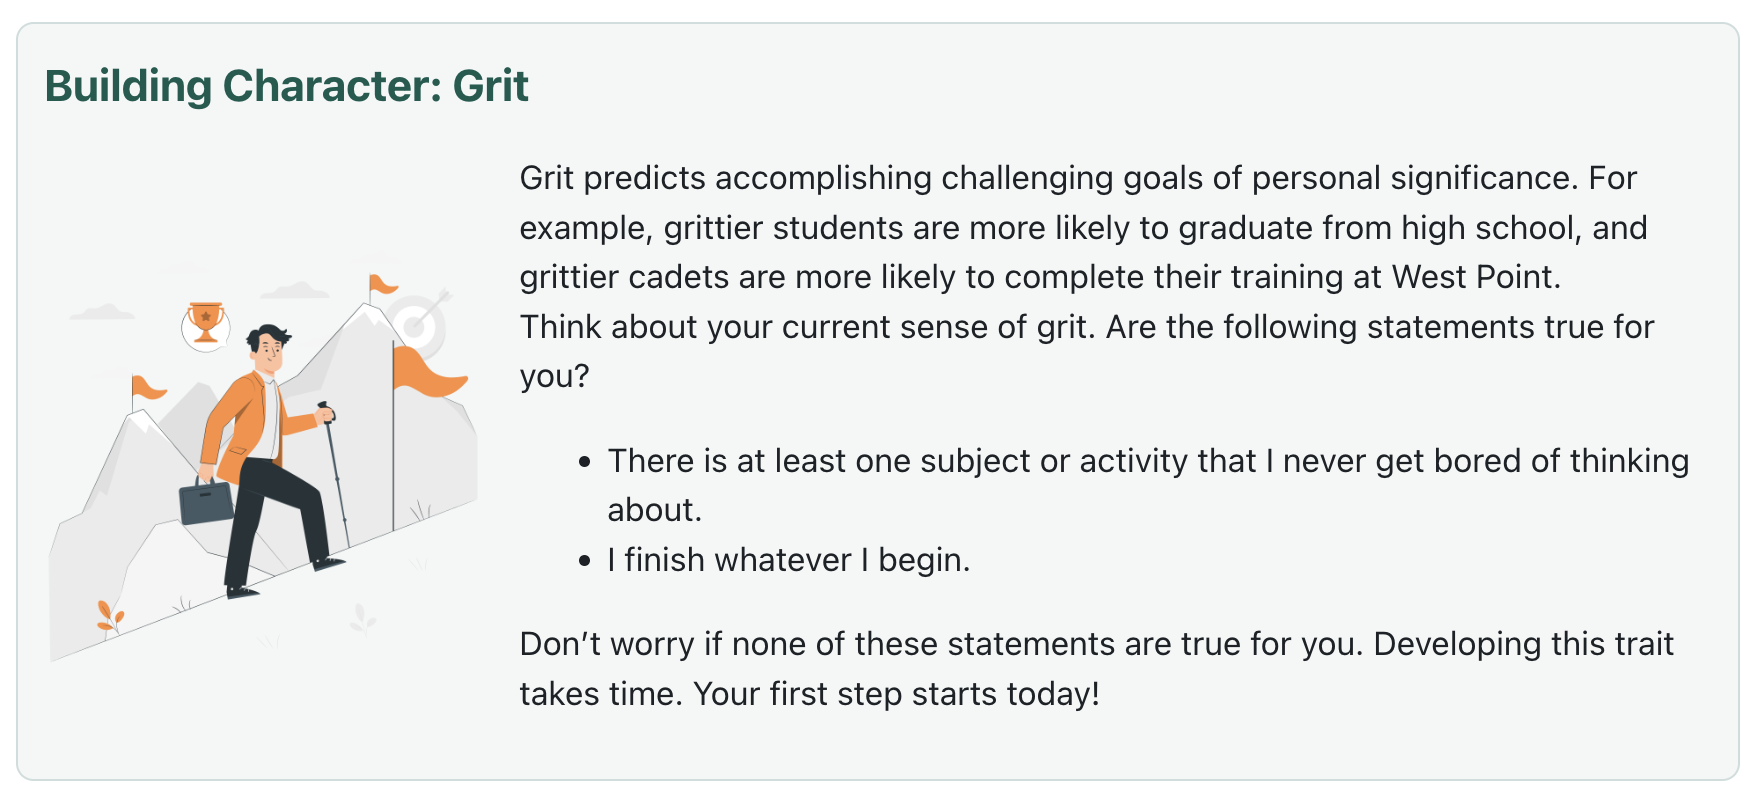 Building Character: Grit
Grit predicts accomplishing challenging goals of personal significance. For
example, grittier students are more likely to graduate from high school, and
grittier cadets are more likely to complete their training at West Point.
Think about your current sense of grit. Are the following statements true for
you?
• There is at least one subject or activity that I never get bored of thinking
about.
• I finish whatever I begin.
Don’t worry if none of these statements are true for you. Developing this trait
takes time. Your first step starts today!